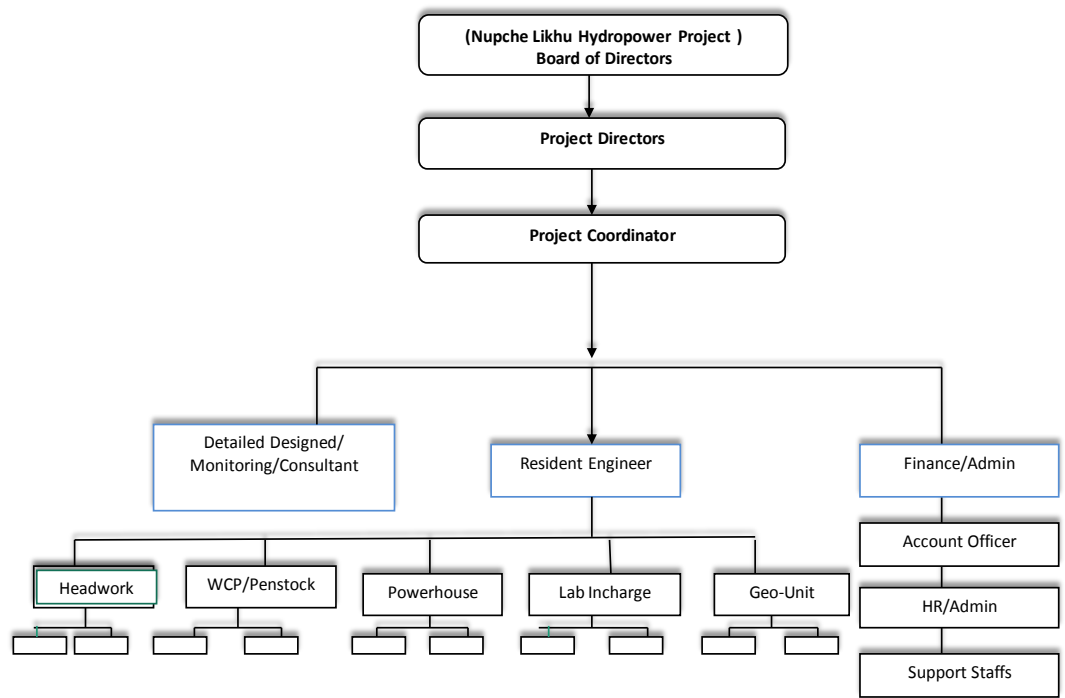 (Nupche Likhu Hydropower Project )
Board of Directors
Project Directors
Project Coordinator
Detailed Designed/
Monitoring/Consultant
Resident Engineer
Finance/Admin
Account Officer
Headwork
WCP/Penstock
Powerhouse
Lab Incharge
Geo-Unit
HR/Admin
Support Staffs